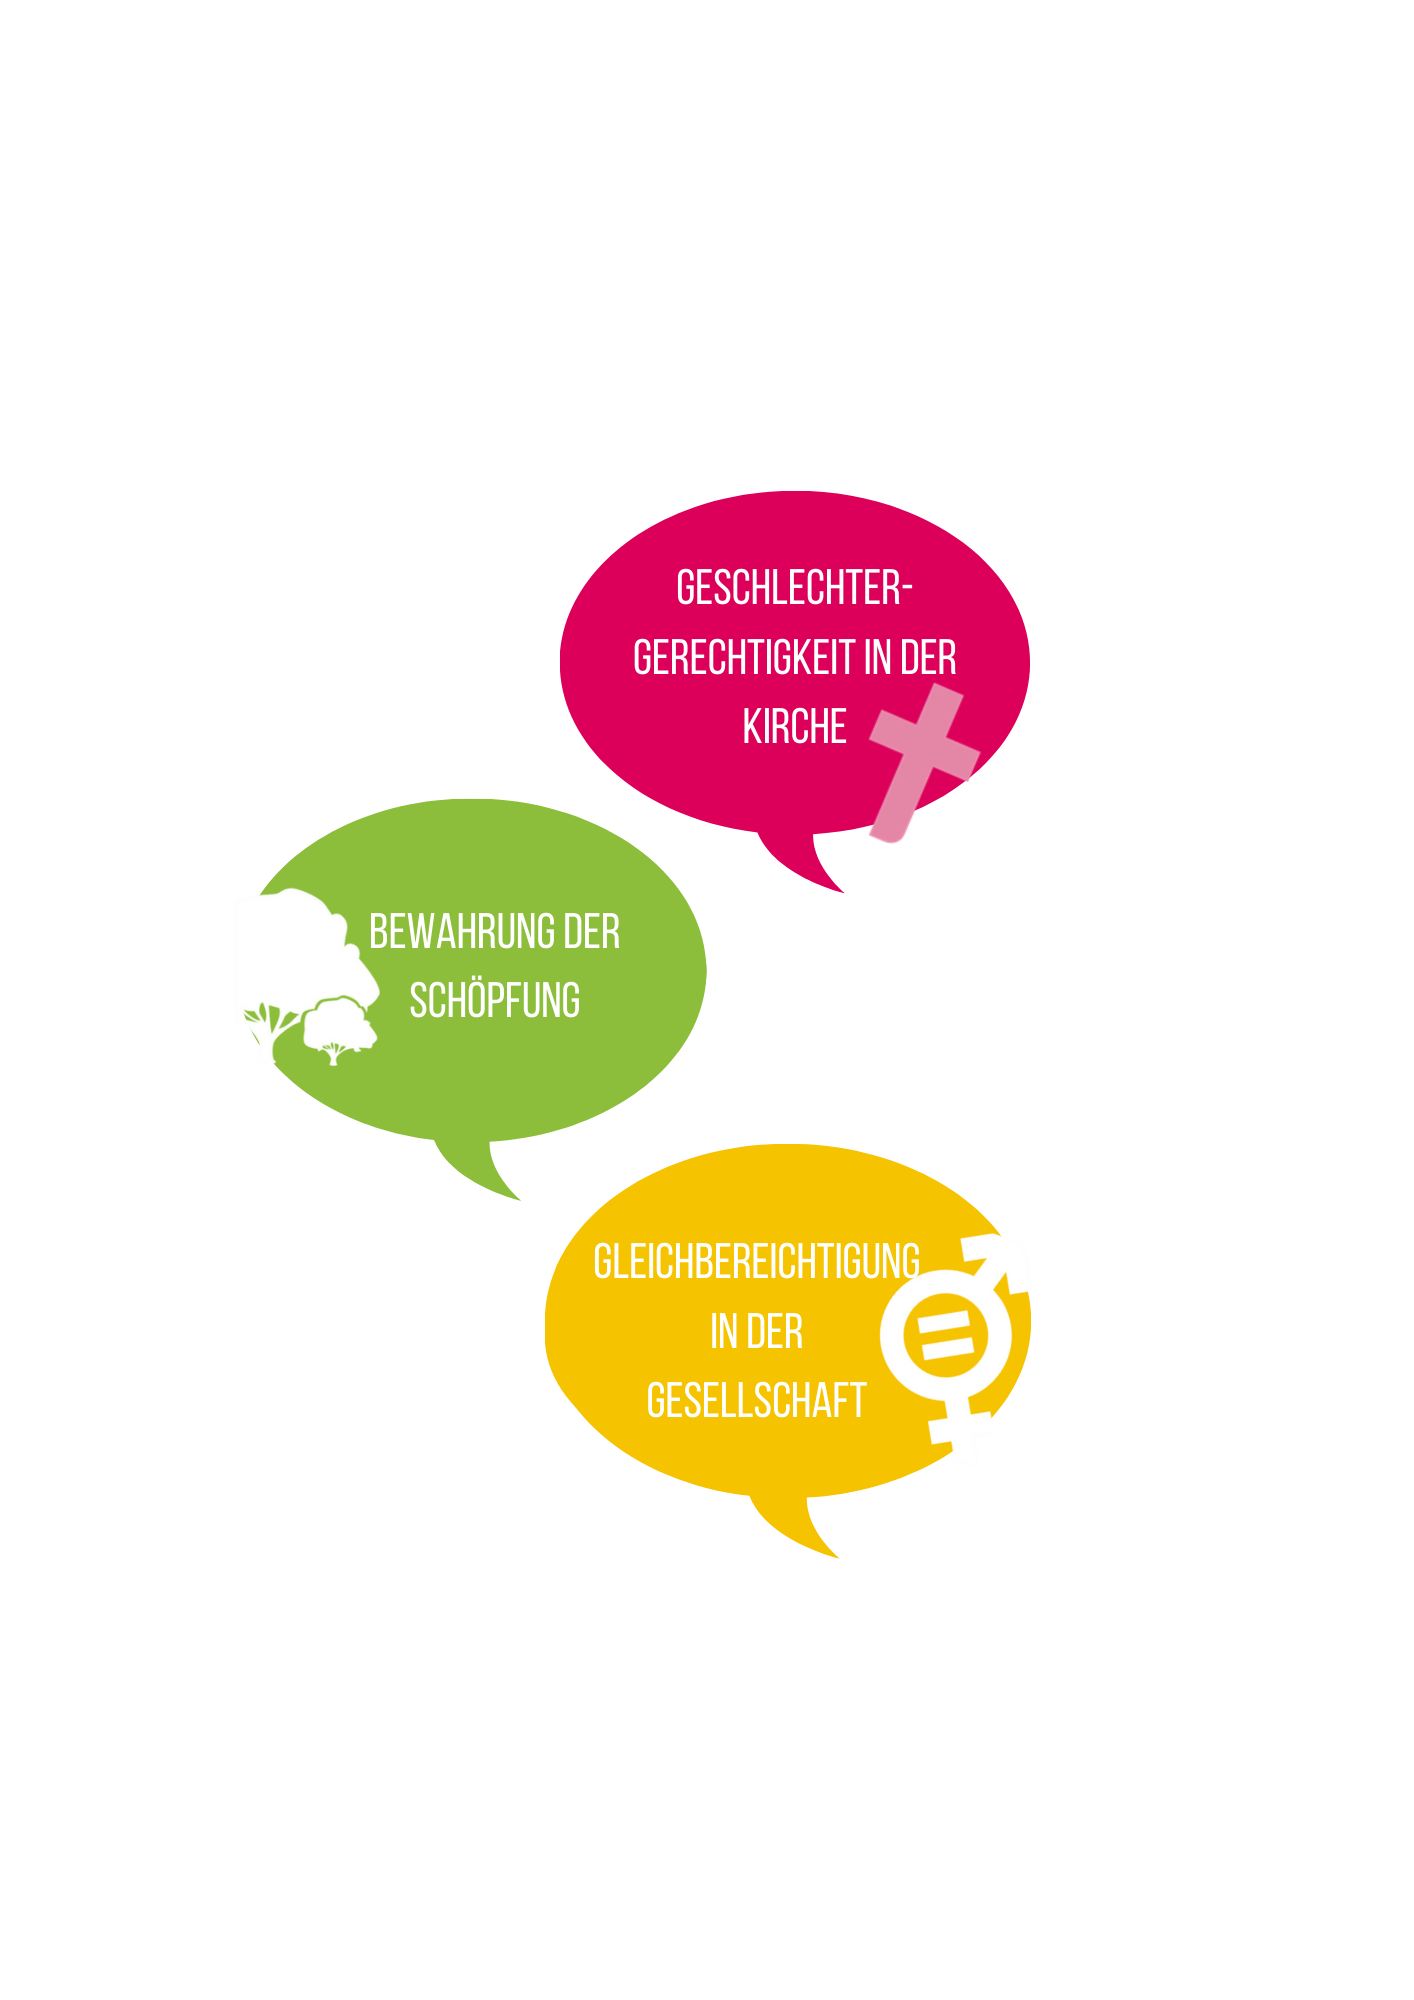 GESCHLECHTER-
GERECHTIGKEIT IN DER
KIRCHE
BEWAHRUNG DER
SCHÖPFUNG
GLEICHBEREICHTIGUNG
IN DER
GESELLSCHAFT